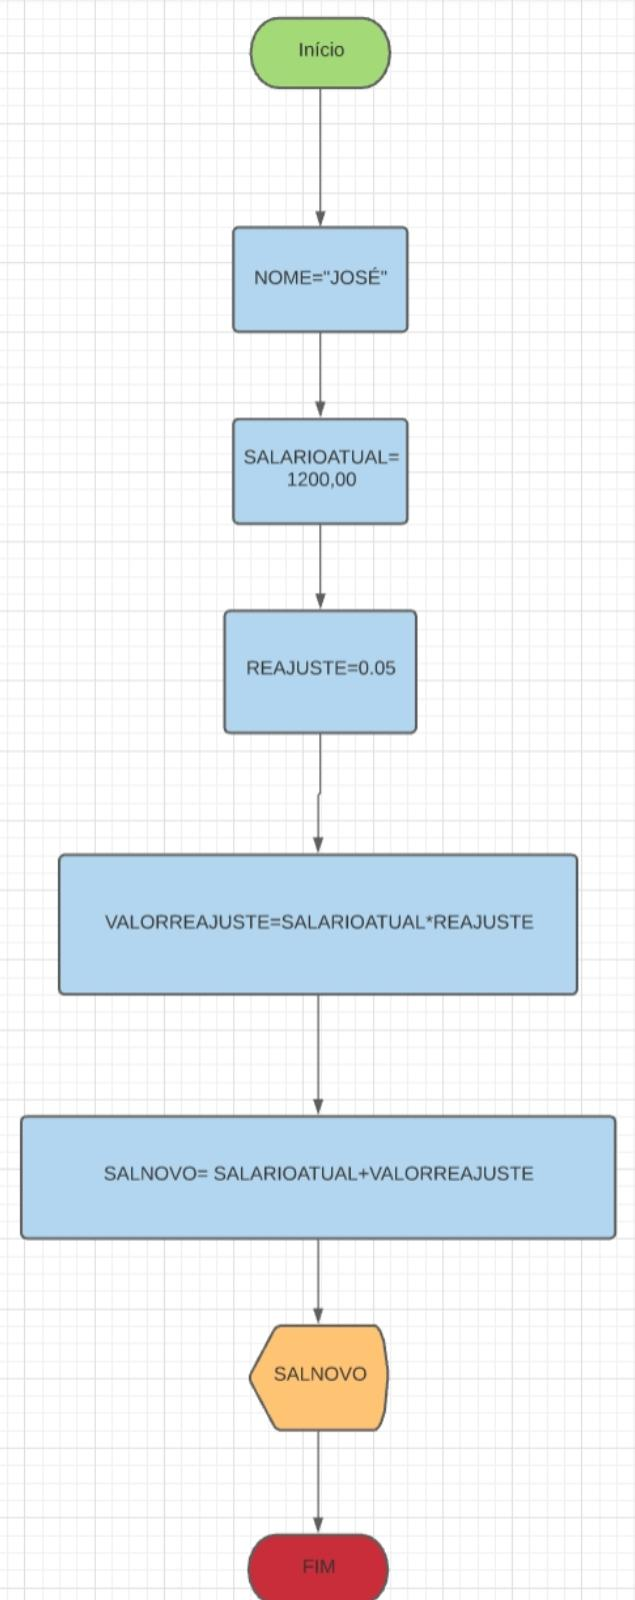 Início
NOME="JOSÉ"
SALARIOATUAL=
1200,00
REAJUSTE=0.05
VALORREAJUSTE=SALARIOATUAL*REAJUSTE
SALNOVO= SALARIOATUAL+VALORREAJUSTE
SALNOVO
FIM